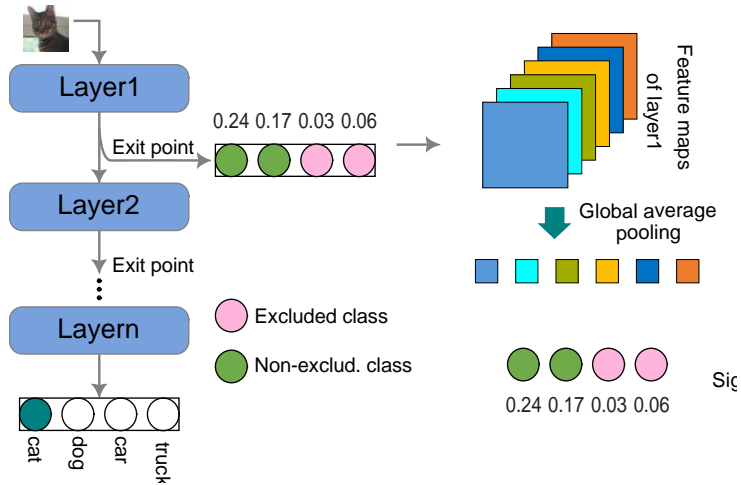 Layer1
Exit point
0.24 0.17 0.03 0.06
Layer2
Exit point
Layern
Excluded class
Non-exclud. class
cat
dog
car
truck
Feature maps
of layer1
Global average
pooling
0.24 0.17 0.03 0.06